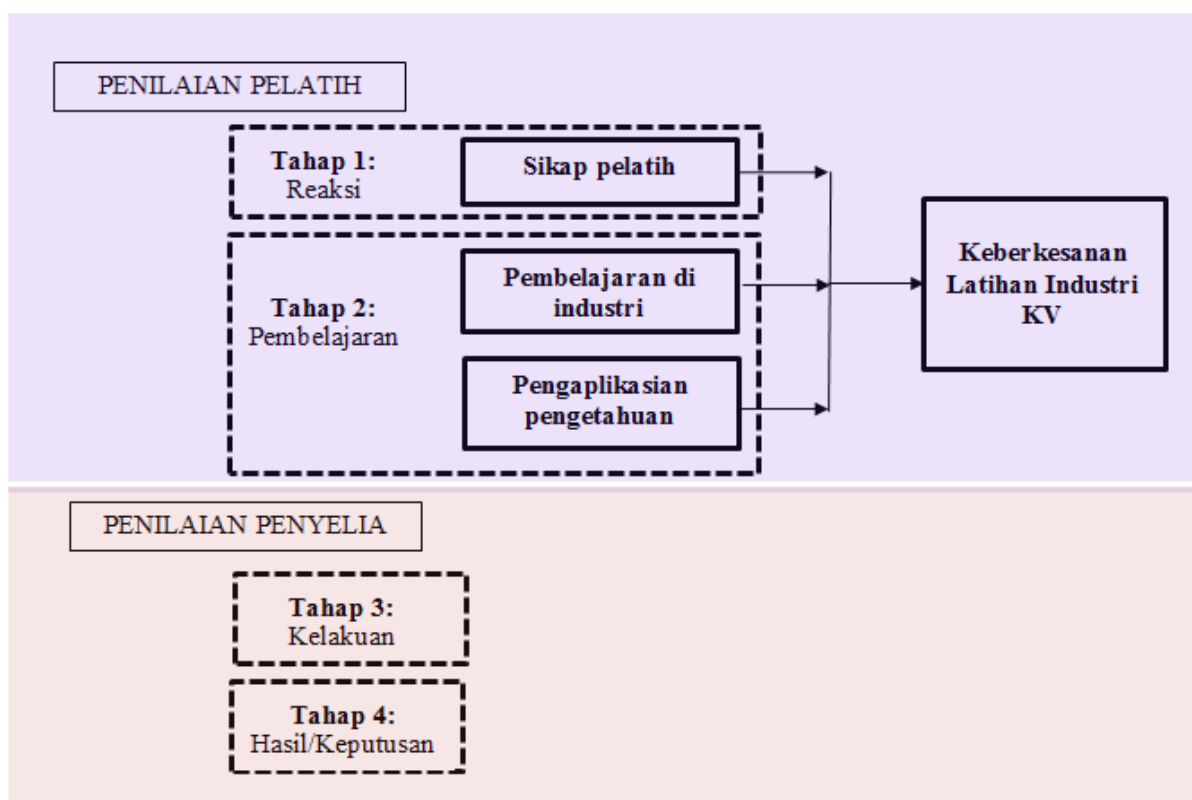 PENILAIAN PELATIH
Tahap 1:
Reaksi
Sikap pelatih
Tahap 2:
Pembelajaran
Pembelajaran di
industri
Pengaplikasian
pengetahuan
Keberkesanan
Latihan Industri
KV
PENILAIAN PENYELIA
Tahap 3:
Kelakuan
Tahap 4:
Hasil/Keputusan